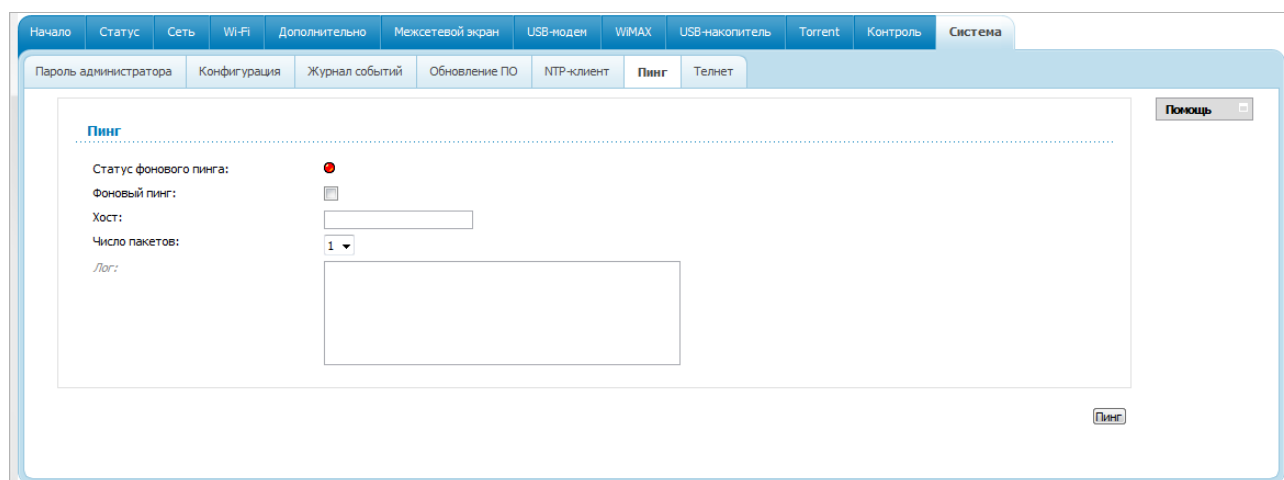 Начало Статус Сеть Wi-Fi Дополнительно Межсетевой экран USB-модем WiMAX USB-накопитель Torrent Контроль Система
Пароль администратора Конфигурация Журнал событий Обновление ПО NTP-клиент Пинг Телнет
Помощь
Пинг
Статус фонового пинга:
Фоновый пинг:
Хост:
Число пакетов: 1
Лог:
Пинг